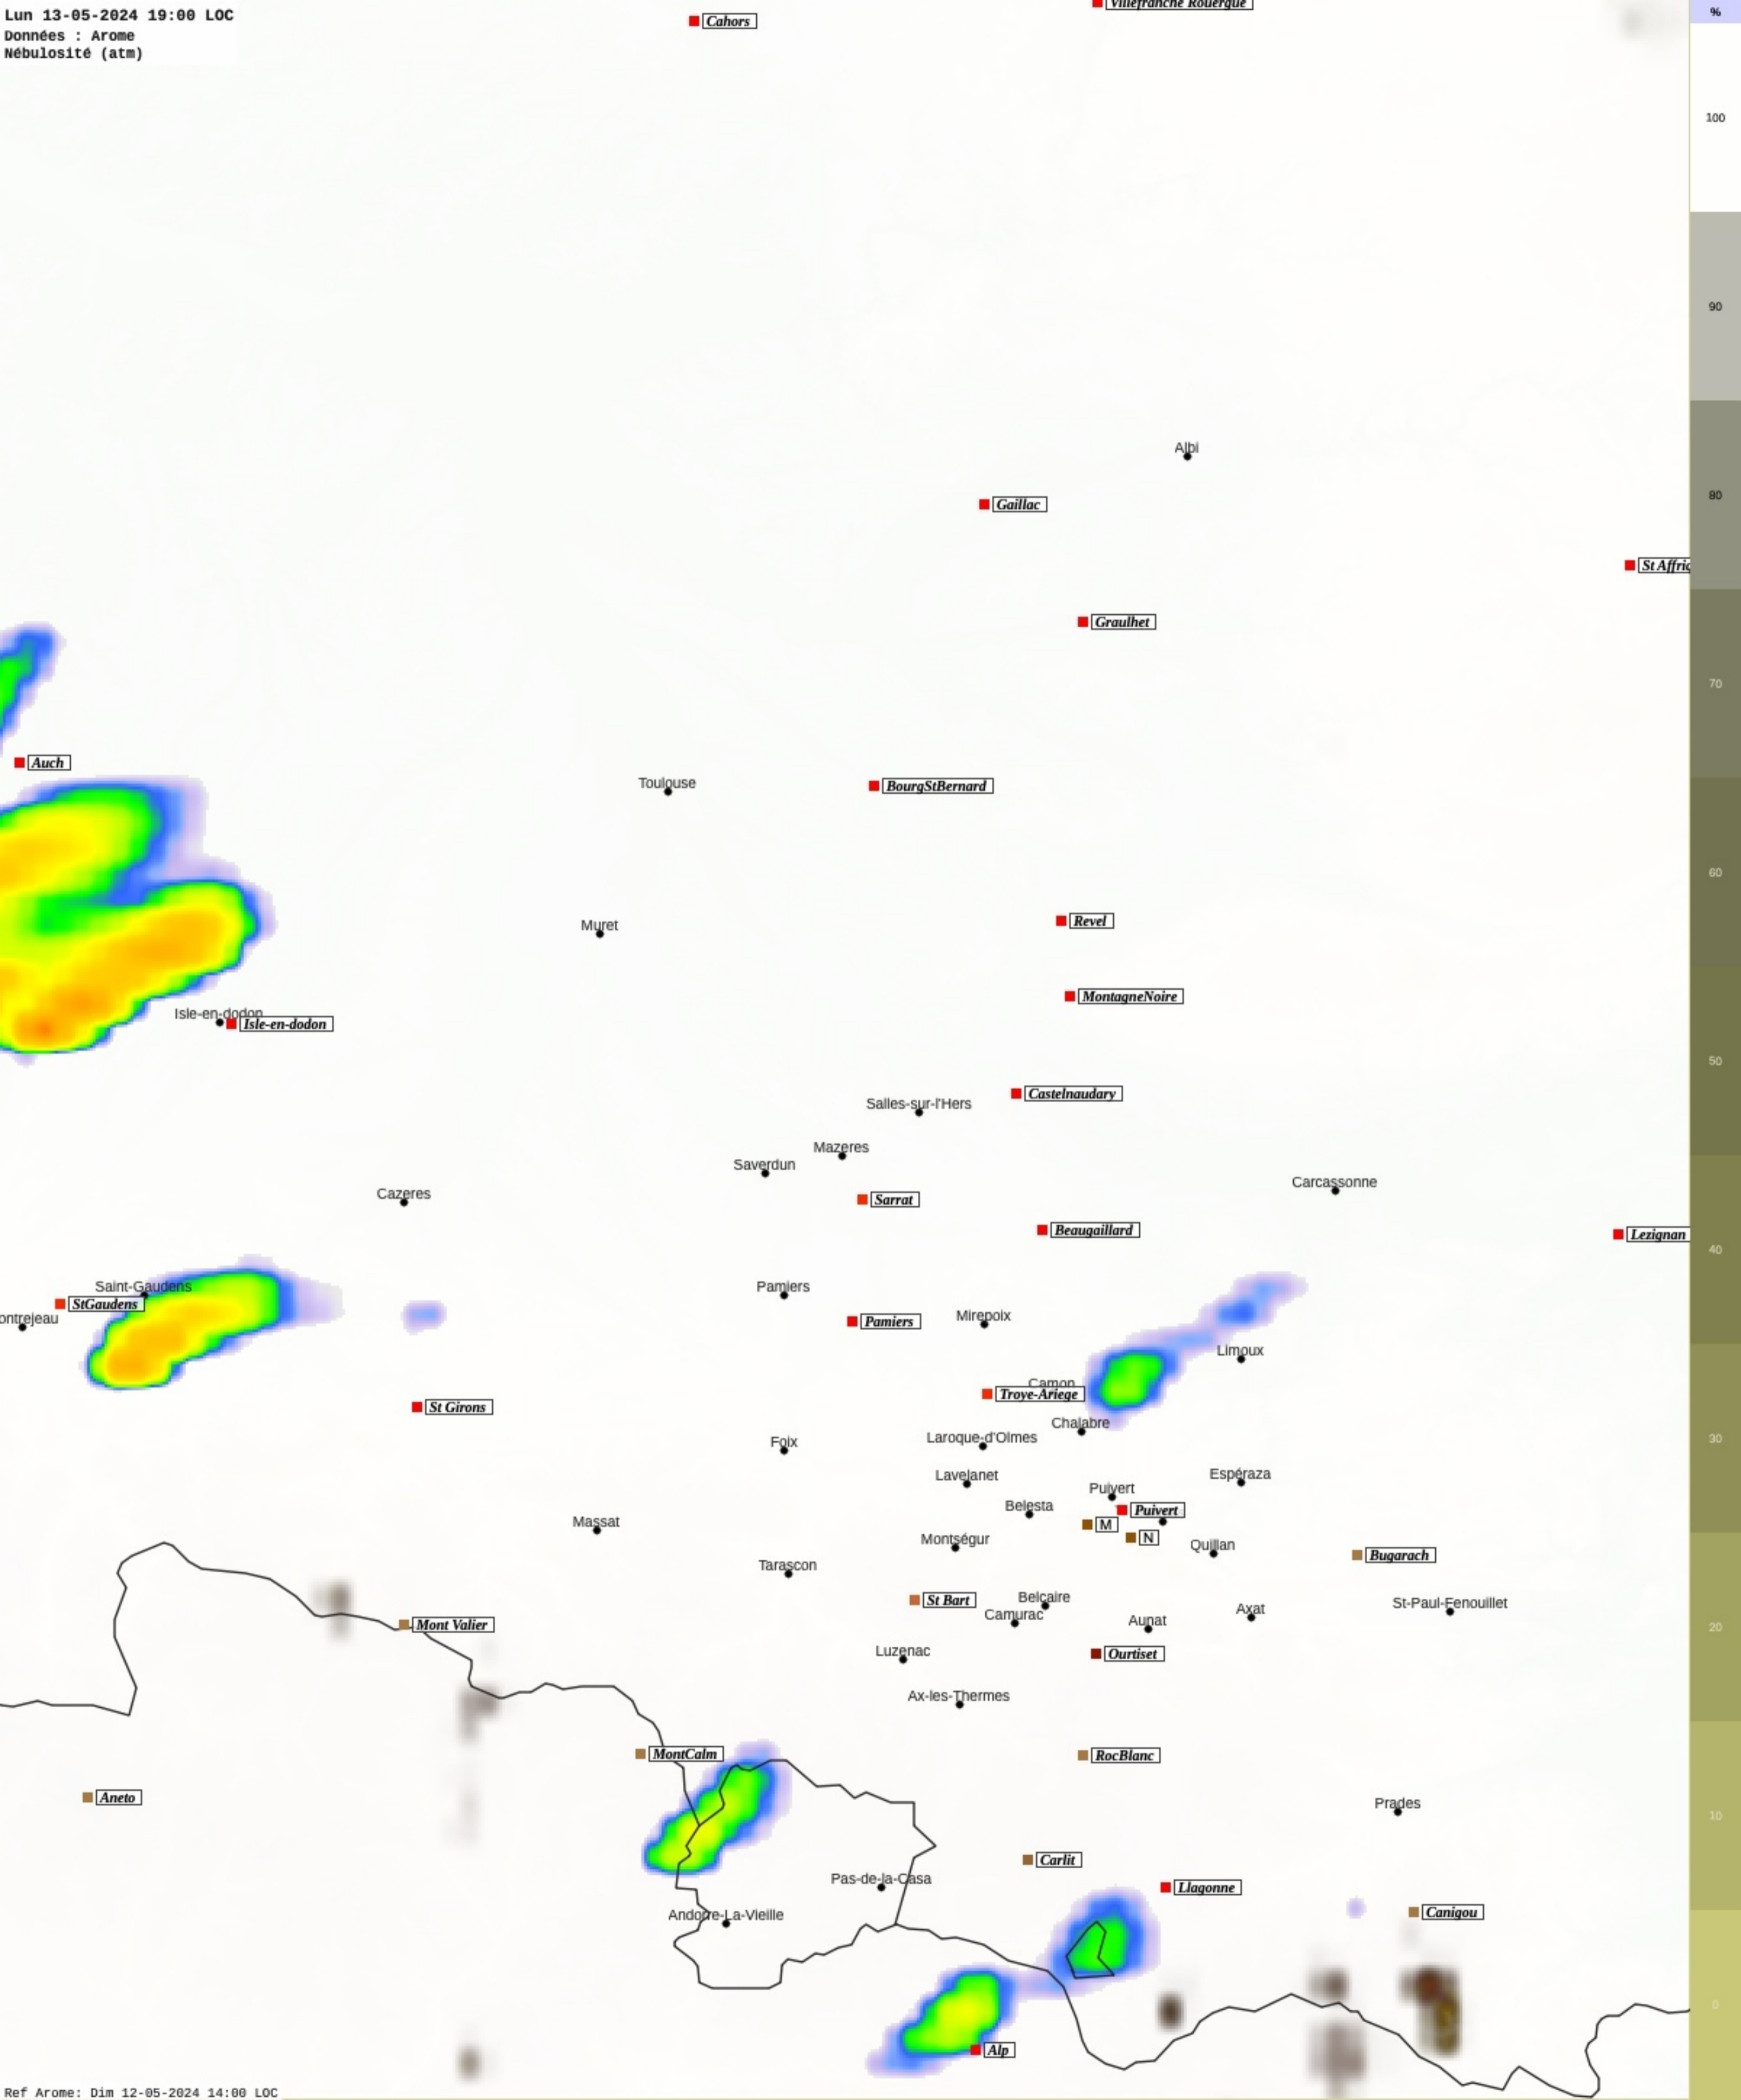 Lun 13-05-2024 19:00 LOC
Données : Arome
Nébulosité (atm)
%
Villefranche Rouergue
Cahors
100
90
Albi
80
Gaillac
St Affriq
Graulhet
70
Auch
Toulouse
BourgStBernard
60
Muret
Revel
MontagneNoire
Isle-en-dodon
Isle-en-dodon
50
Castelnaudary
Salles-sur-l'Hers
Mazeres
Saverdun
Carcassonne
Cazeres
Sarrat
Beaugaillard
Lezignan
40
Saint-Gaudens
Pamiers
StGaudens
ontrejeau
Mirepoix
Pamiers
Limoux
Camon
Troye-Ariege
St Girons
Chalabre
Laroque-d'Olmes
30
Foix
Lavelanet
Espéraza
Puivert
Belesta
Puivert
Massat
M
N
Montségur
Quillan
Bugarach
Tarascon
St Bart
Belcaire
St-Paul-Fenouillet
Axat
Camurac
Aunat
Mont Valier
20
Luzenac
Ourtiset
Ax-les-Thermes
MontCalm
RocBlanc
Aneto
Prades
10
Carlit
Pas-de-la-Casa
Llagonne
Andorre-La-Vieille
Canigou
0
Alp
Ref Arome: Dim 12-05-2024 14:00 LOC